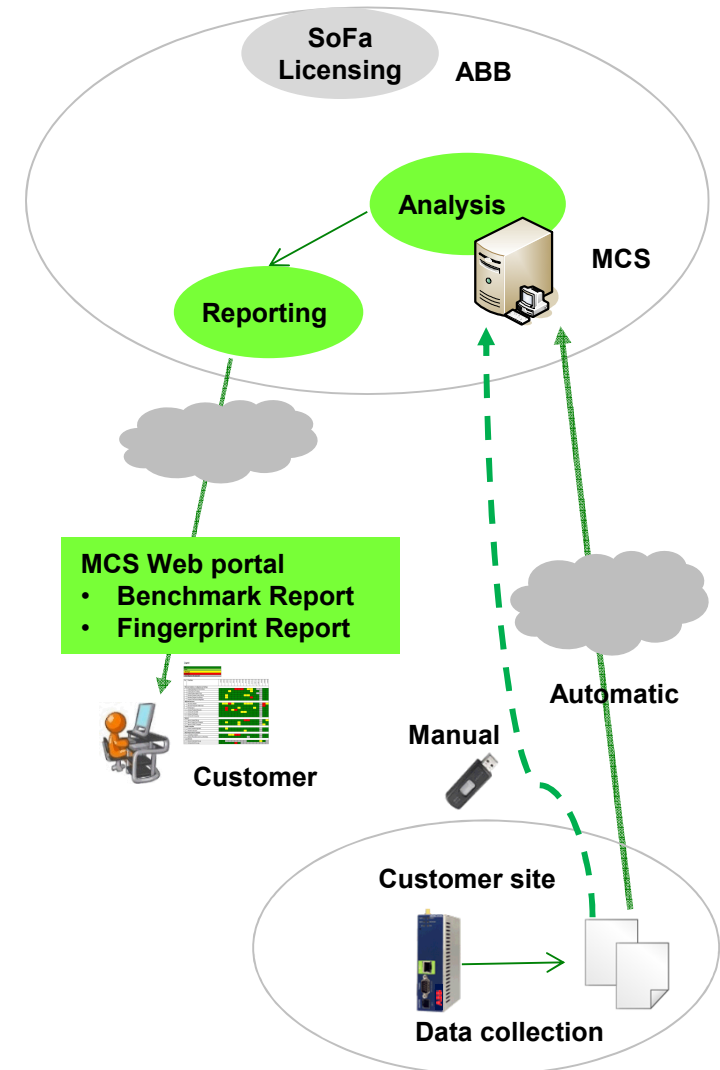 SoFa
Licensing
ABB
Analysis
MCS
Reporting
MCS Web portal
• Benchmark Report
• Fingerprint Report
Automatic
Manual
Customer
Customer site
ABB
Data collection